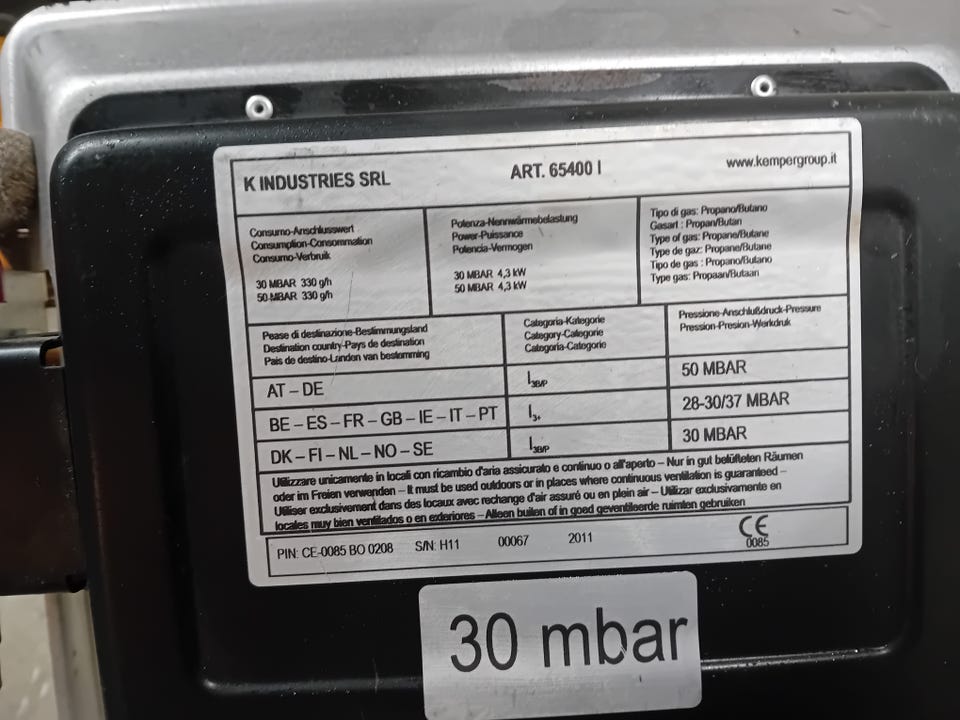 K INDUSTRIES SRL
ART. 65400 I
www.kempergroup.it
Consumo-Anschlusswert
Consumption-Consommation
Consumo-Verbruik
30 MBAR 330 g/h
50 MBAR 330 g/h
Potenza-Nennwärmebelastung
Power-Puissance
Potencia-Vermogen
30 MBAR 4,3 kW
50 MBAR 4,3 kW
Tipo di gas: Propano/Butano
Gasart : Propan/Butan
Type of gas: Propane/Butane
Type de gaz: Propane/Butane
Tipo de gas : Propano/Butano
Type gas: Propaan/Butaan
Pease di destinazione-Bestimmungsland
Destination country-Pays de destination
Pais de destino-Landen van bestemming
Categoria-Kategorie
Category-Categorie
Categoria-Categorie
Pressione-Anschlußdruck-Pressure
Pression-Presion-Werkdruk
AT – DE I3B/P 50 MBAR
BE – ES – FR – GB – IE – IT – PT I3+ 28-30/37 MBAR
DK – FI – NL – NO – SE I3B/P 30 MBAR
Utilizzare unicamente in locali con ricambio d'aria assicurato e continuo o all'aperto – Nur in gut belüfteten Räumen
oder im Freien verwenden – It must be used outdoors or in places where continuous ventilation is guaranteed –
Utiliser exclusivement dans des locaux avec rechange d'air assuré ou en plein air – Utilizar exclusivamente en
locales muy bien ventilados o en exteriores – Alleen buiten of in goed geventileerde ruimten gebruiken
PIN: CE-0085 BO 0208 S/N: H11 00067 2011
CE
0085
30 mbar